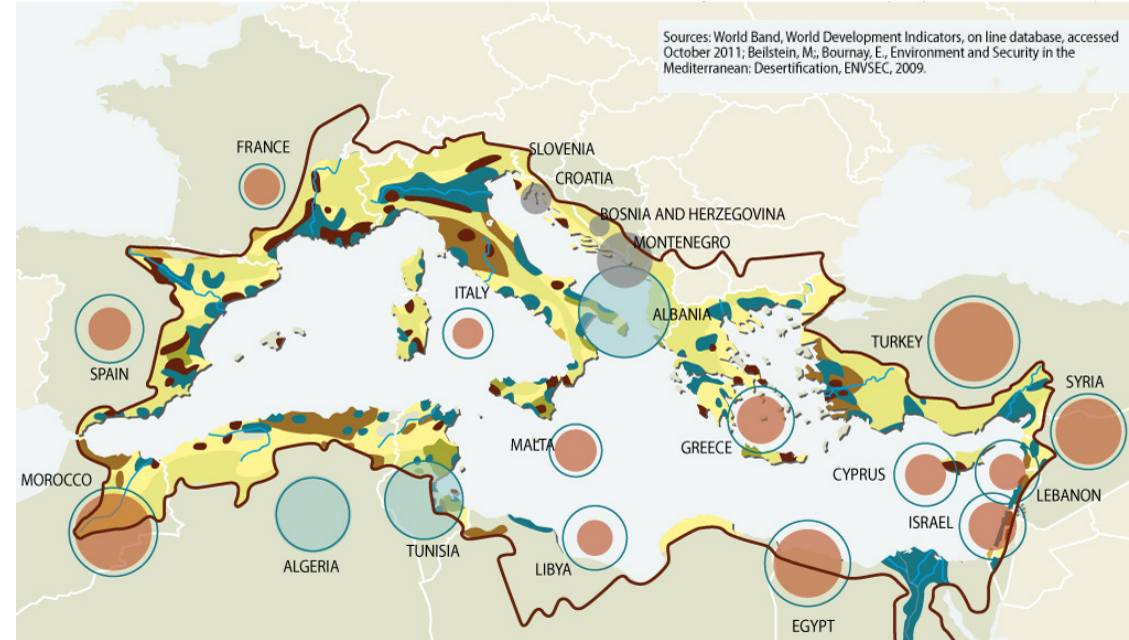 Sources: World Band, World Development Indicators, on line database, accessed
October 2011; Beilstein, M;, Bournay, E., Environment and Security in the
Mediterranean: Desertification, ENVSEC, 2009.
FRANCE
SLOVENIA
CROATIA
BOSNIA AND HERZEGOVINA
MONTENEGRO
ITALY
ALBANIA
TURKEY
SPAIN
SYRIA
MALTA
GREECE
CYPRUS
MOROCCO
LEBANON
ISRAEL
TUNISIA
ALGERIA
LIBYA
EGYPT